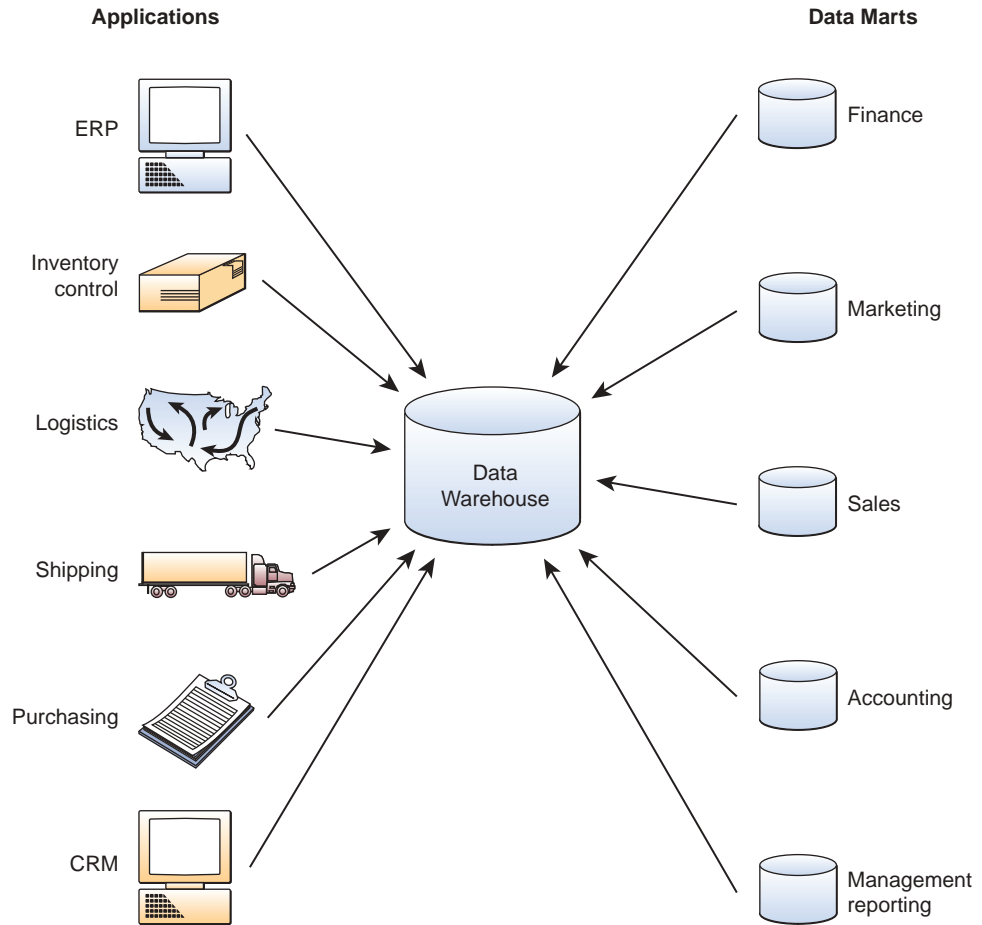 Applications
Data Marts
ERP
Inventory
control
Logistics
Shipping
Purchasing
CRM
Data
Warehouse
Finance
Marketing
Sales
Accounting
Management
reporting